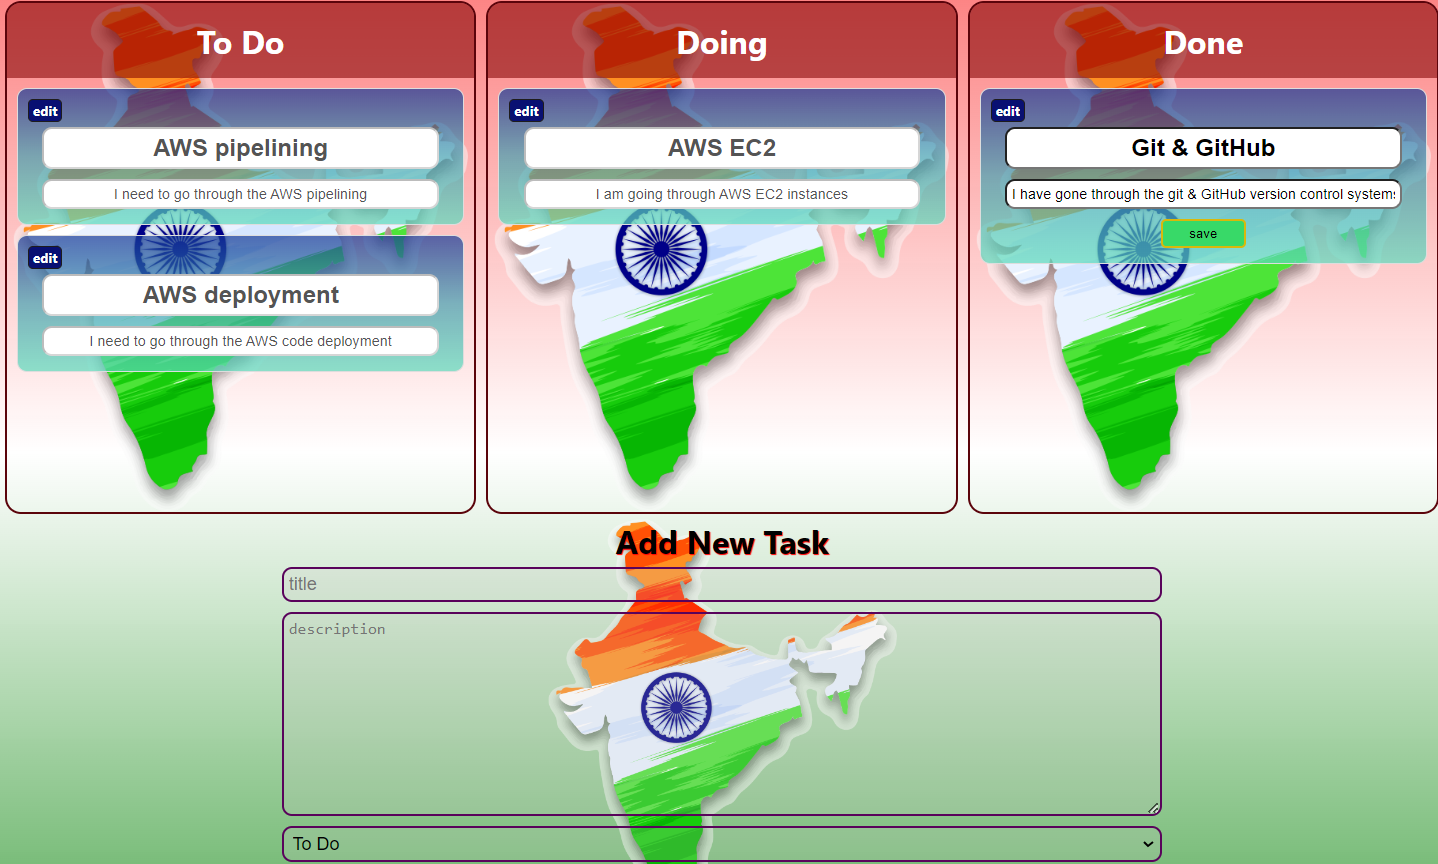 To Do
edit
AWS pipelining
I need to go through the AWS pipelining
edit
AWS deployment
I need to go through the AWS code deployment
Doing
edit
AWS EC2
I am going through AWS EC2 instances
Done
edit
Git & GitHub
I have gone through the git & GitHub version control systems
save
Add New Task
title
description
To Do